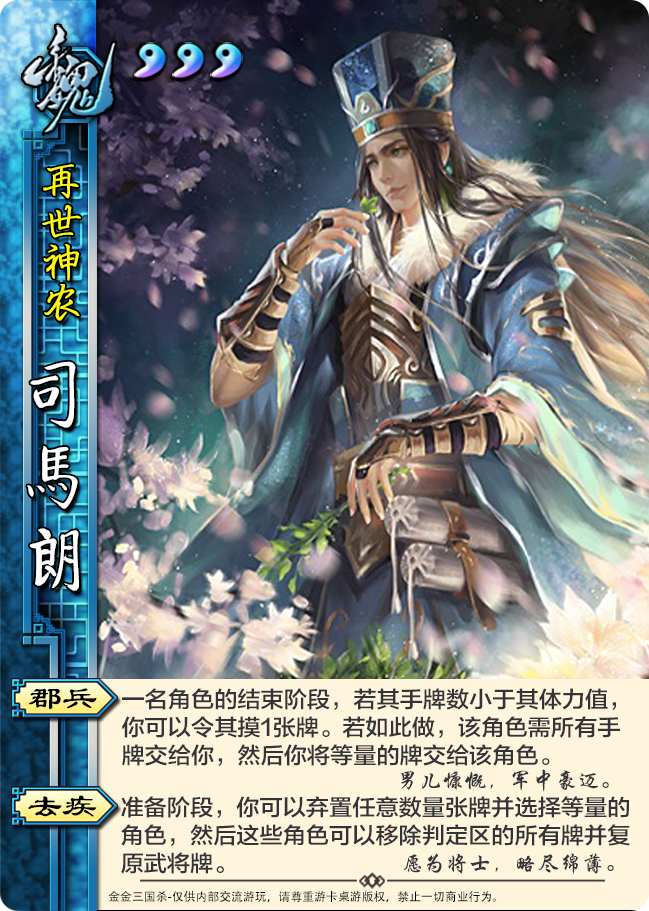 魏
再世神农
司馬朗
郡兵
一名角色的结束阶段，若其手牌数小于其体力值，
你可以令其摸1张牌。若如此做，该角色需所有手
牌交给你，然后你将等量的牌交给该角色。
男儿慷慨，军中豪迈。
去疾
准备阶段，你可以弃置任意数量张牌并选择等量的
角色，然后这些角色可以移除判定区的所有牌并复
原武将牌。
愿为将士，略尽绵薄。
金金三国杀-仅供内部交流游玩，请尊重游卡桌游版权，禁止一切商业行为。